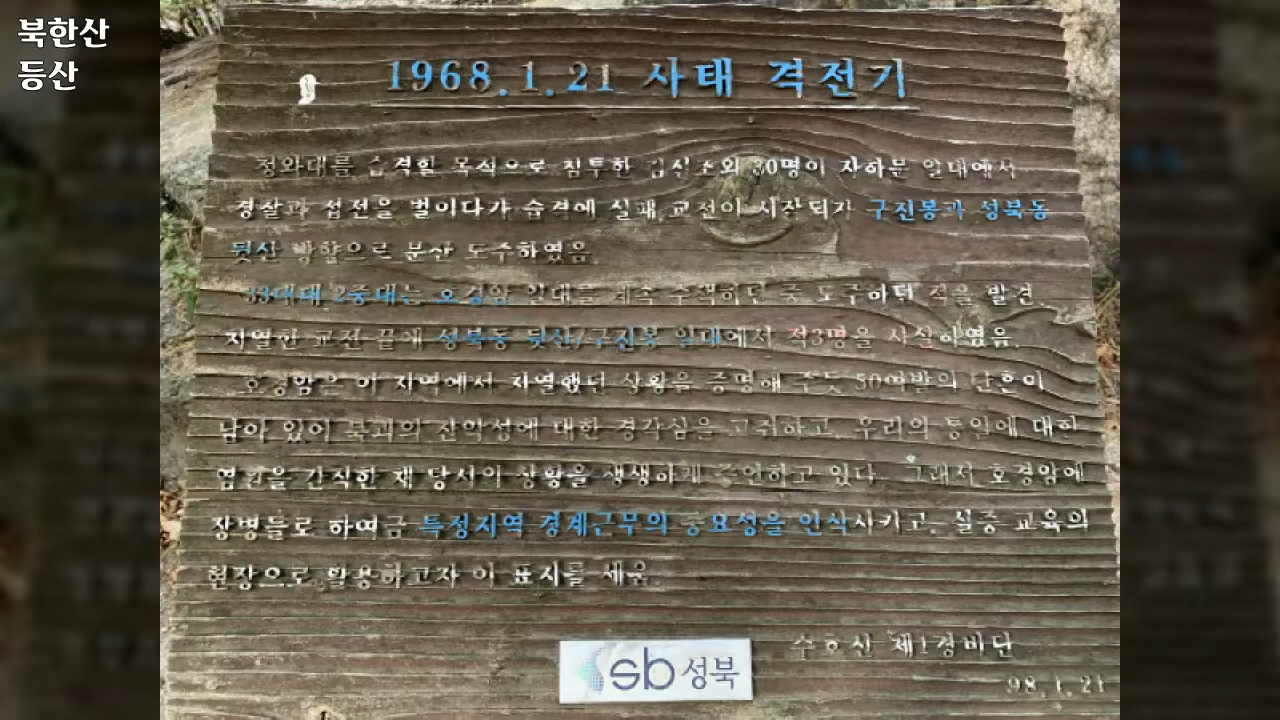 북한산
등산
1968.1.21 사태 격전기
청와대를 습격할 목적으로 침투한 김신조외 30명이 자하문 일대에서
경찰과 접전을 벌이다가 습격에 실패, 교전이 시작되자 구진봉과 성북동
뒷산 방향으로 분산 도주하였음.
33대대 2중대는 호경암 일대를 계속 수색하던 중 도주하던 적을 발견,
치열한 교전 끝에 성북동 뒷산/구진봉 일대에서 적3명을 사살하였음.
호경암은 이 지역에서 치열했던 상황을 증명해 주듯 50여발의 탄흔이
남아 있어 북괴의 잔악성에 대한 경각심을 고취하고, 우리의 통일에 대한
염원을 간직한 채 당시의 상황을 생생하게 증언하고 있다. 그래서 호경암에
장병들로 하여금 특정지역 경계근무의 중요성을 인식시키고, 실증 교육의
현장으로 활용하고자 이 표시를 세움.
sb 성북
수호신 제1경비단
98.1.21